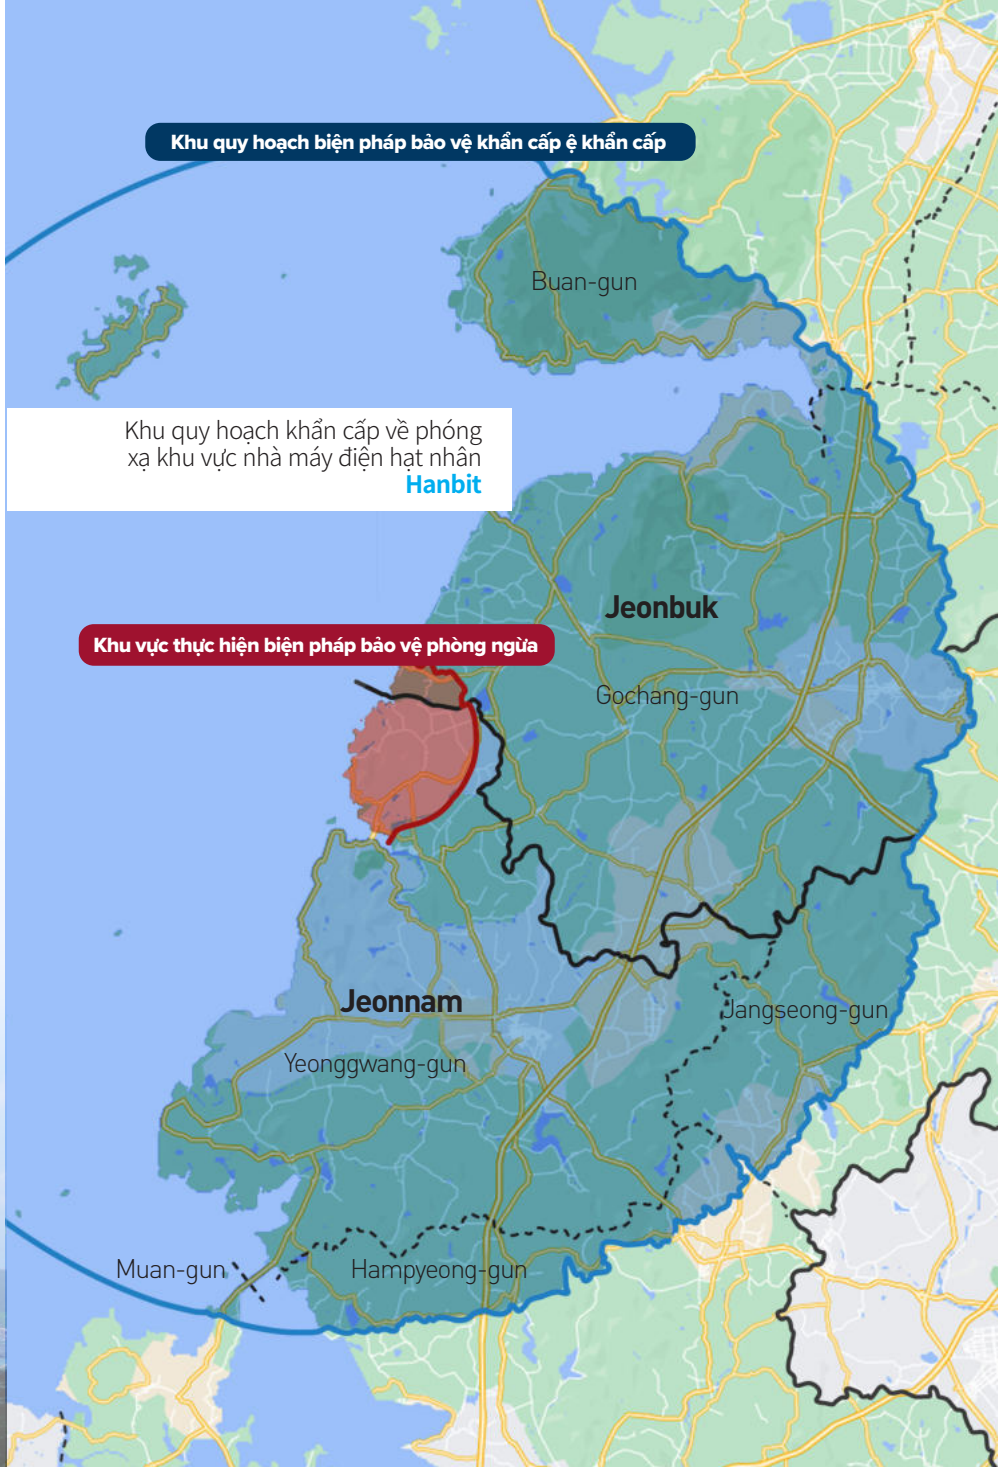 Khu quy hoạch biện pháp bảo vệ khẩn cấp ệ khẩn cấp
Buan-gun
Khu quy hoạch khẩn cấp về phóng
xạ khu vực nhà máy điện hạt nhân
Hanbit
Jeonbuk
Khu vực thực hiện biện pháp bảo vệ phòng ngừa
Gochang-gun
Jeonnam
Jangseong-gun
Yeonggwang-gun
Muan-gun
Hampyeong-gun